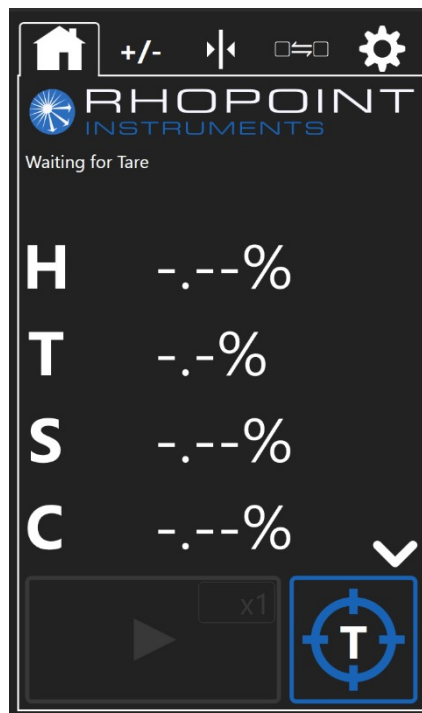 +/-
RHOPOINT
INSTRUMENTS
Waiting for Tare
H -.--%
T -.-%
S -.--%
C -.--%
x1
T